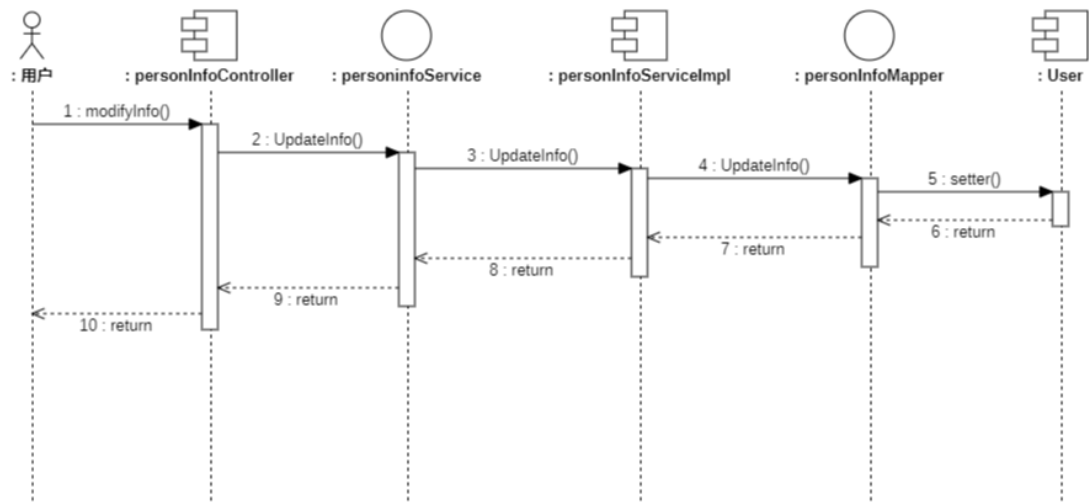 : 用户
: personInfoController
: personinfoService
: personInfoServiceImpl
: personInfoMapper
: User
1 : modifyInfo()
2 : UpdateInfo()
3 : UpdateInfo()
4 : UpdateInfo()
5 : setter()
6 : return
7 : return
8 : return
9 : return
10 : return